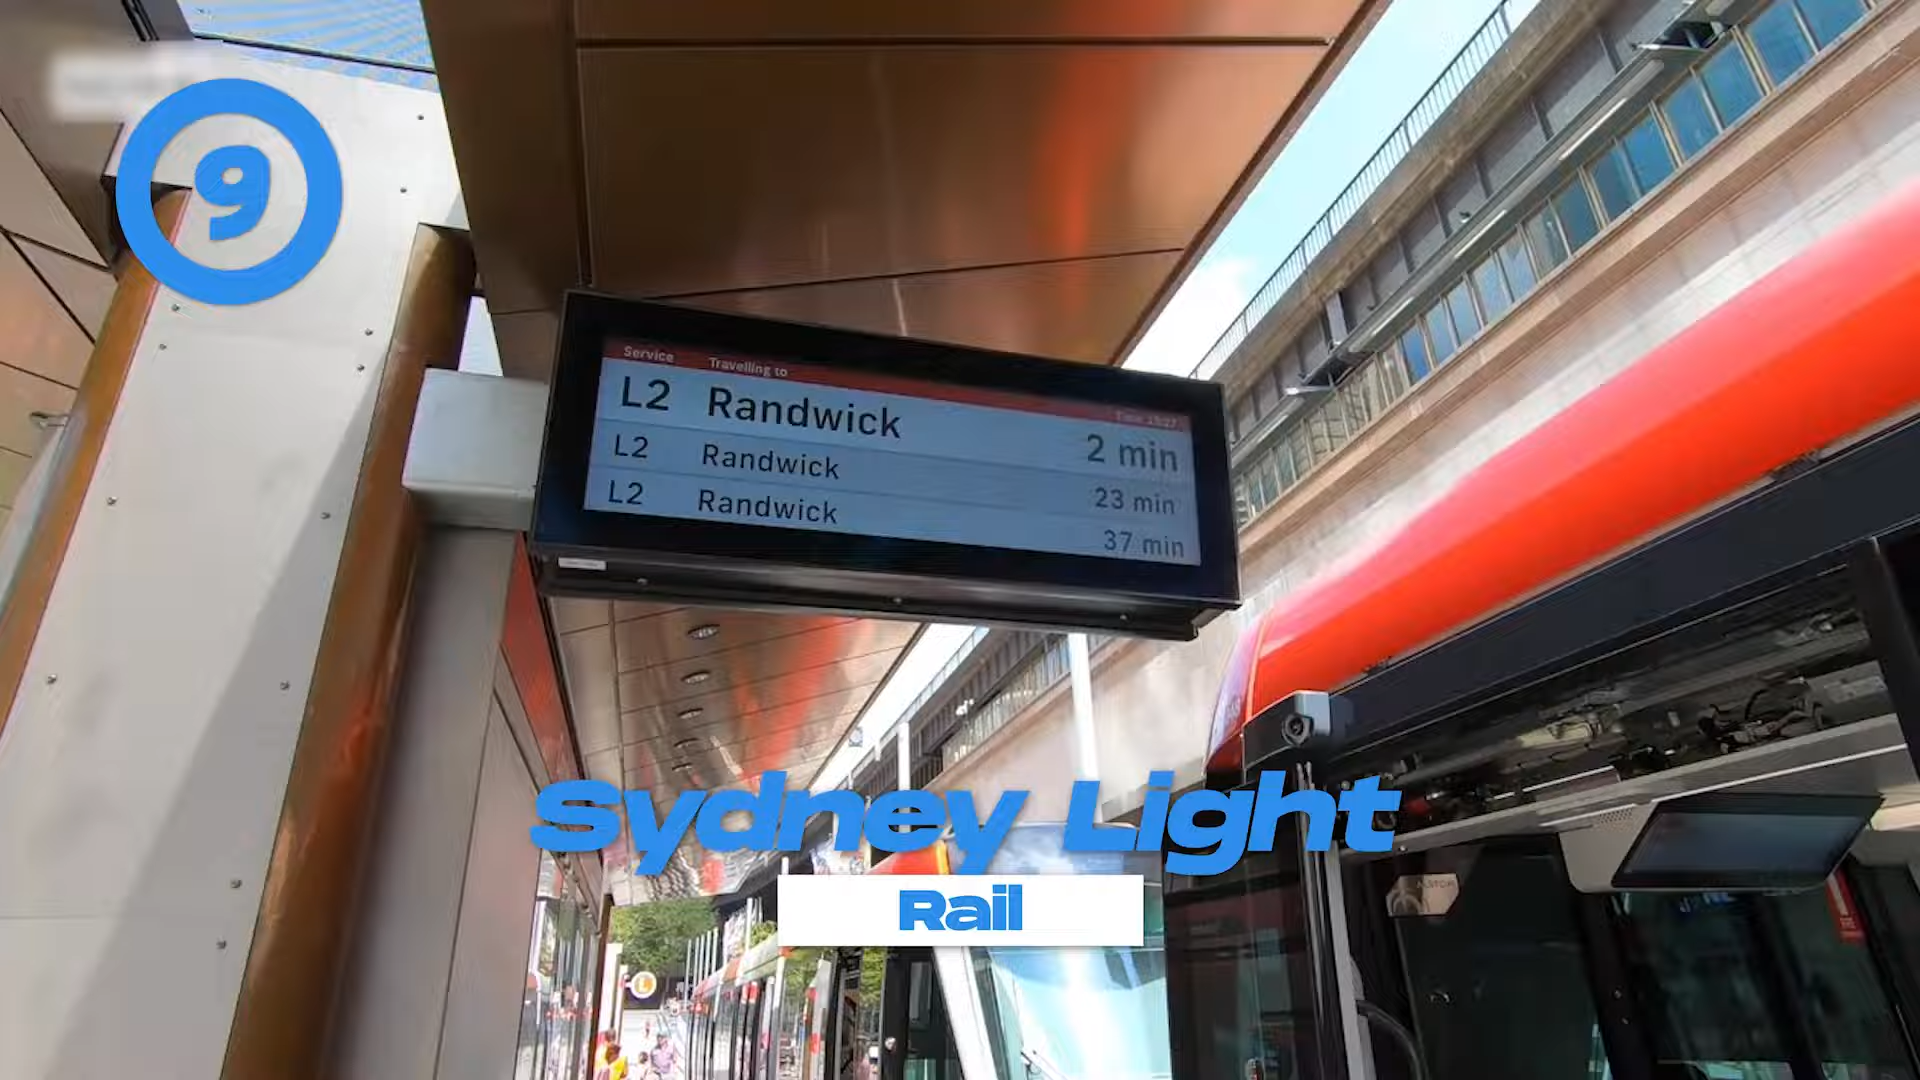 9
Service Travelling to
L2 Randwick 2 min
L2 Randwick 23 min
L2 Randwick 37 min
Sydney Light
Rail
L